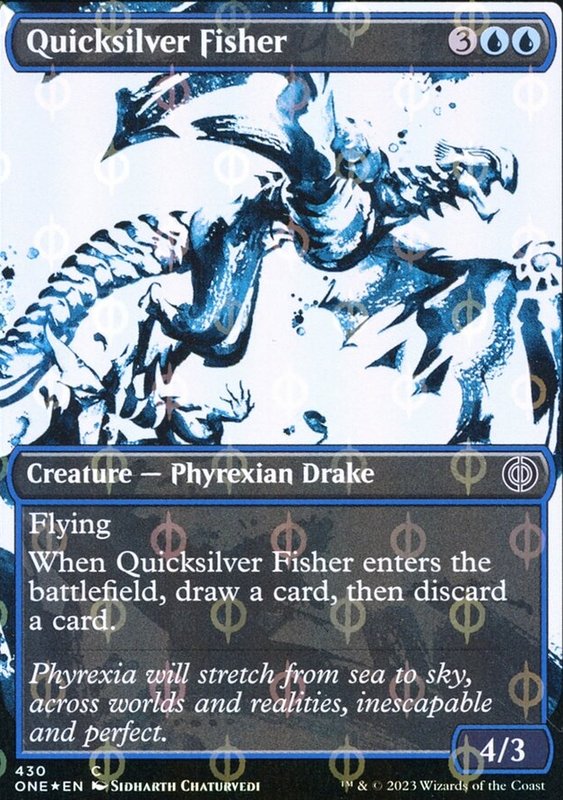 Quicksilver Fisher 3
Creature — Phyrexian Drake
Flying
When Quicksilver Fisher enters the
battlefield, draw a card, then discard
a card.
Phyrexia will stretch from sea to sky,
across worlds and realities, inescapable
and perfect.
4/3
430 C
ONE★EN Sidharth Chaturvedi
™ & © 2023 Wizards of the Coast